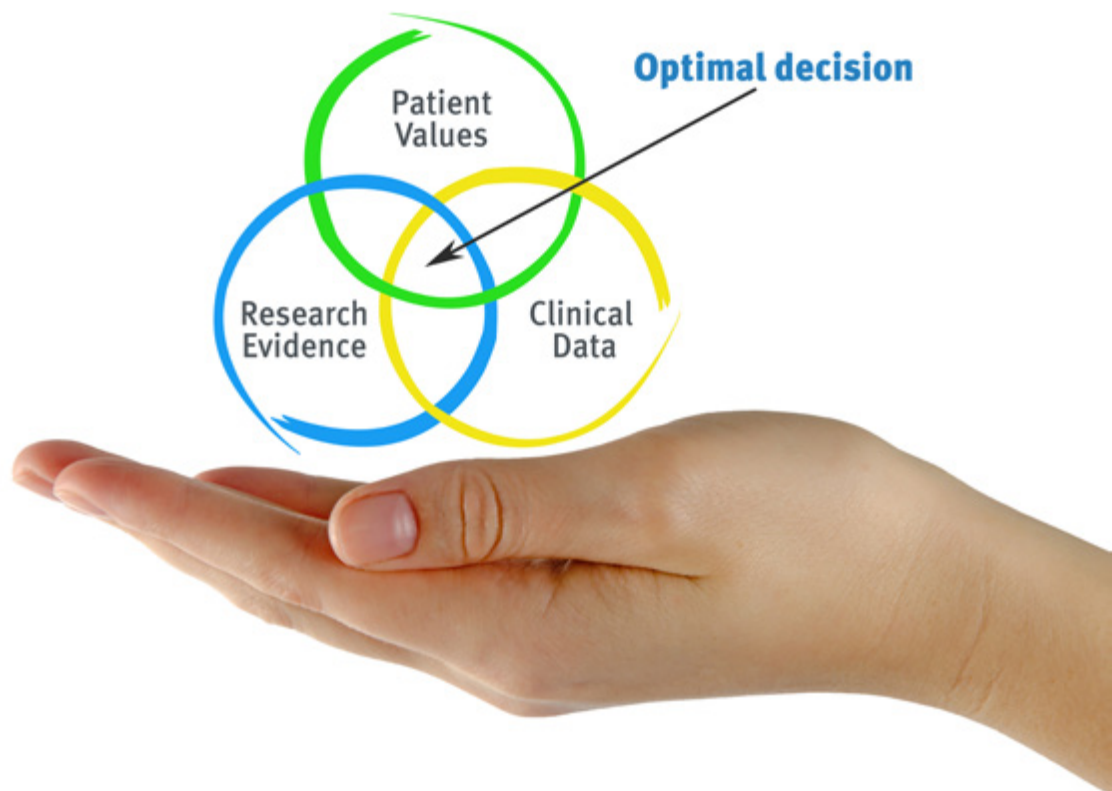 Optimal decision
Patient
Values
Research
Evidence
Clinical
Data